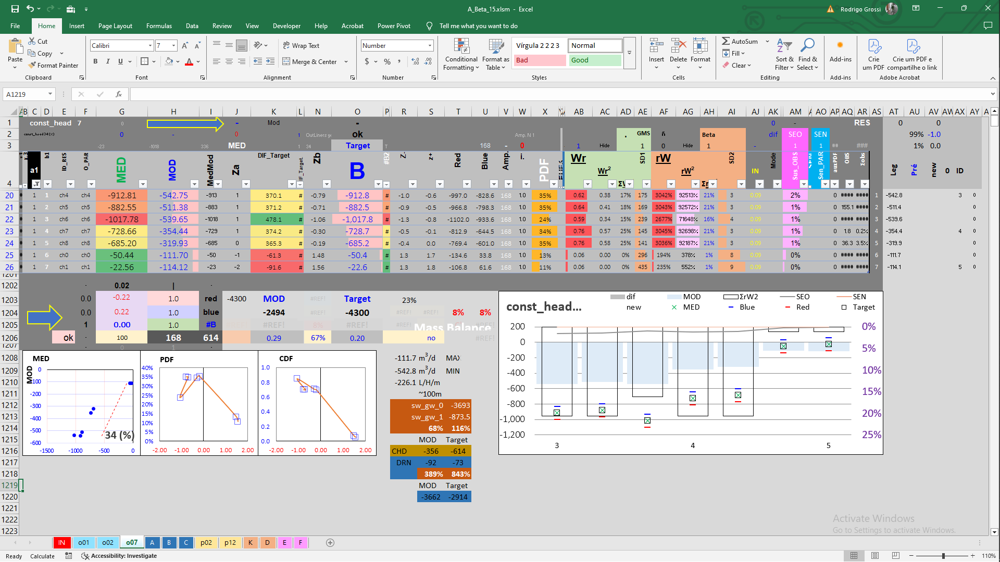 A_Beta_15.xlsm - Excel
Rodrigo Grossi
File Home Insert Page Layout Formulas Data Review View Developer Help Acrobat Power Pivot Tell me what you want to do
Paste
Cut
Copy
Format Painter
Clipboard
Calibri 7
B I U
Font
Wrap Text
Merge & Center
Alignment
Number
$ % ,
Number
Conditional Formatting
Format as Table
Vírgula 2 2 2 3 Normal
Bad Good
Styles
Insert Delete Format
Cells
AutoSum
Fill
Clear
Sort & Filter
Find & Select
Editing
Add-ins
Add-ins
Crie um PDF
Crie um PDF e compartilhe o link
Adobe Acrobat
A1219
fx
A B C D E F G H I J K L N O P R S T U V W X AB AC AD AE AF AG AH AI AJ AK AM AO AP AQ AR AS AT AU AV AW AX AY
1 const_head 7 0 - Mod - 0 - RES 0 0
2 const_head34(%) 0 - 0 1 ok Amp. N 1 . GMS ñ Beta dif SEO SEN 99% -1.0
3 -23 -1018 336 MED 1 34 Target T 168 - 0 1 Hide 1 0 Hide 1 - 1 1 ## ### 1% 0.0
4 a1 b1 ID_RES O_PAR MED MOD MedMod Za DIF_Target Zb B #B2 Z- z+ Red Blue Amp. i. PDF Wr Wr² SD1 rW rW² SD2 IN Mode Sus_OBS Sen_PAR auxPDF OBS Σobs Leg Pré new 0 ID
20 # 1 1 ch4 ch4 -912.81 -542.75 -913 1 370.1 # -0.79 -912.8 # -1.0 -0.6 -997.0 -828.6 168 1.0 35% 0.62 0.38 17% 175 3042% 92513% 21% 3 0.09 2% 0 #### #### 1 -542.8 3 0
21 # 1 2 ch5 ch5 -882.55 -511.38 -883 1 371.2 # -0.71 -882.5 # -0.9 -0.5 -966.8 -798.3 168 1.0 35% 0.64 0.41 18% 169 3043% 92572% 21% 3 0.09 1% 0 155.1 #### 2 -511.4 0
22 # 1 3 ch6 ch6 -1017.78 -539.65 -1018 1 478.1 # -1.06 -1,017.8 # -1.3 -0.8 -1102.0 -933.6 168 1.0 24% 0.59 0.34 15% 239 2677% 71648% 16% 4 0.09 1% 0 #### #### 3 -539.6 0
23 # 1 4 ch7 ch7 -728.66 -354.44 -729 1 374.2 # -0.30 -728.7 # -0.5 -0.1 -812.9 -644.5 168 1.0 34% 0.76 0.57 25% 145 3045% 92698% 21% 3 0.09 1% 0 1.8 0.2% 4 -354.4 4 0
24 # 1 5 ch8 ch8 -685.20 -319.93 -685 0 365.3 # -0.19 -685.2 # -0.4 0.0 -769.4 -601.0 168 1.0 35% 0.76 0.58 25% 141 3036% 92187% 21% 3 0.09 1% 0 36.3 3.5% 5 -319.9 0
25 # 1 6 ch0 ch0 -50.44 -111.70 -50 -1 -61.3 # 1.48 -50.4 # 1.3 1.7 -134.6 33.8 168 1.0 13% 0.06 0.00 0% 296 194% 378% 1% 8 0.09 0% 0 #### #### 6 -111.7 0
26 # 1 7 ch1 ch1 -22.56 -114.12 -23 -2 -91.6 # 1.56 -22.6 # 1.3 1.8 -106.8 61.6 168 1.0 11% 0.06 0.00 0% 435 235% 552% 1% 9 0.09 0% 0 #### #### 7 -114.1 5 0
1202 - 0.02 | -
1203 0.0 -0.22 1.0 red -4300 MOD #REF! Target 23%
1204 0.0 0.22 1.0 blue -2494 #REF! -4300 #REF! #REF! 8% 8%
1205 1 0.00 1.0 #B #REF! 8% #REF! #REF! Mass Balance
1206 ok 100 168 614 0.29 67% 0.20 no #REF!
1207 - 0 1 -
1208 -111.7 m³/d MAX
1209 -542.8 m³/d MIN
1210 -226.1 L/H/m
1211 ~100m
1212 sw_gw_0 -3693
1213 sw_gw_1 -873.5
1214 68% 116%
1215 MOD Target
1216 CHD -356 -614
1217 DRN -92 -73
1218 389% 843%
1219 MOD Target
1220 -3662 -2914
1221
1222
1223
MED
MOD
0
-100
-200
-300
-400
-500
-600
34 (%)
-1500 -1000 -500 0
PDF
40%
35%
30%
25%
20%
15%
10%
5%
0%
-2.00 -1.00 0.00 1.00 2.00
CDF
1.0
0.8
0.6
0.4
0.2
0.0
-2.00 -1.00 0.00 1.00 2.00
const_head...
dif MOD ΣrW2 SEO SEN
new MED Blue Red Target
200 0%
0 5%
-200
-400 10%
-600 15%
-800 20%
-1,000
-1,200 25%
3 4 5
Activate Windows
Go to Settings to activate Windows.
IN o01 o02 o07 A B C p02 p12 K D E F
Ready Calculate Accessibility: Investigate 110%